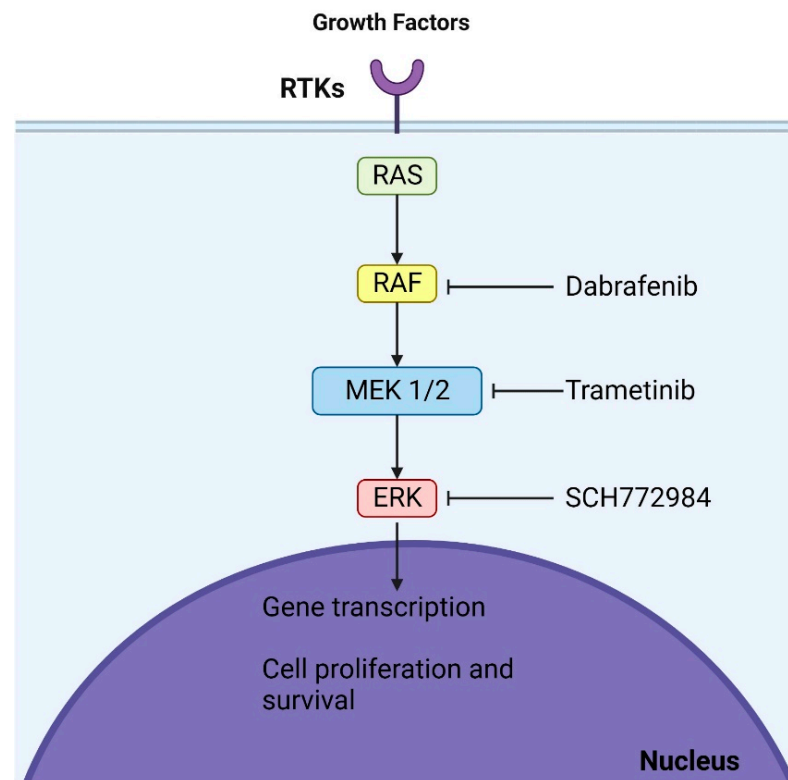 Growth Factors
RTKs
RAS
RAF
Dabrafenib
MEK 1/2
Trametinib
ERK
SCH772984
Gene transcription
Cell proliferation and
survival
Nucleus